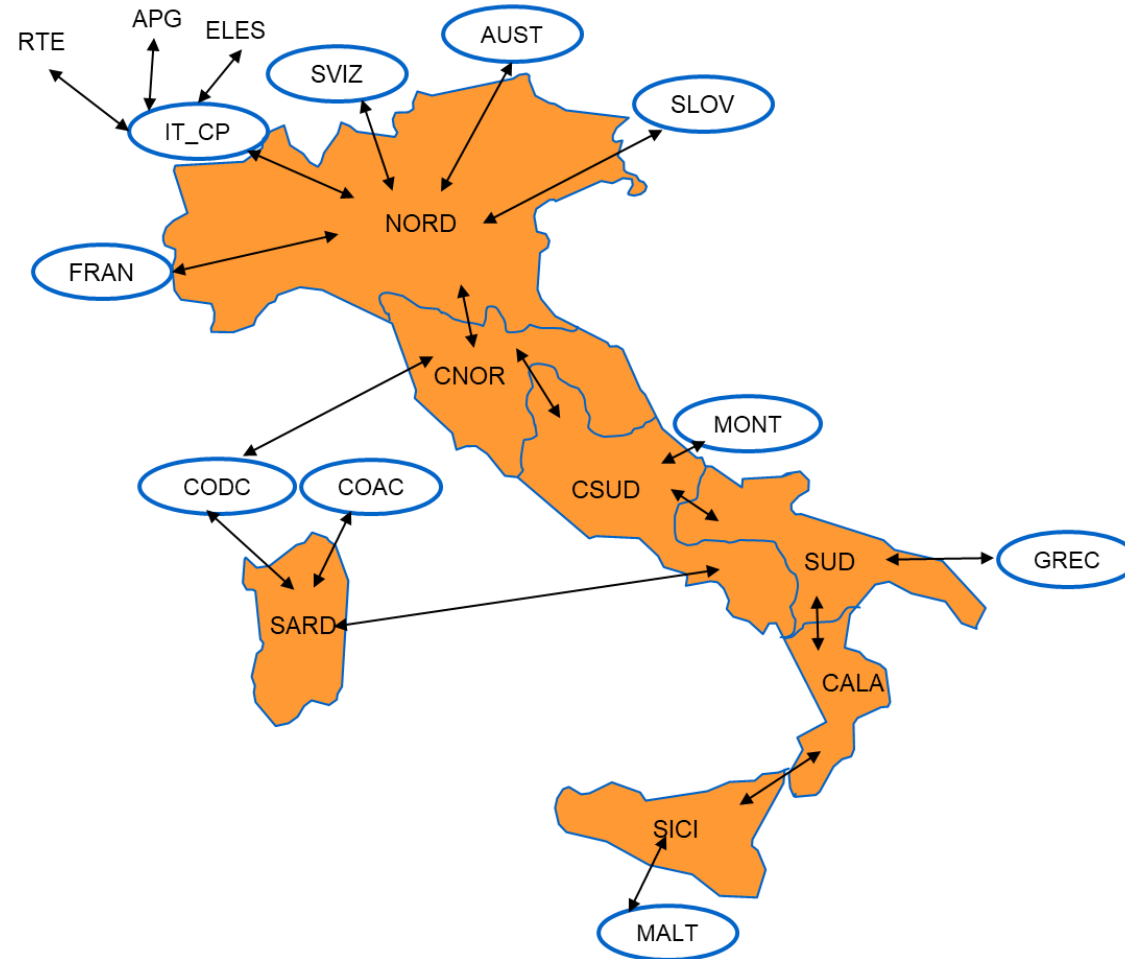 APG
ELES
RTE
AUST
SVIZ
SLOV
IT_CP
NORD
FRAN
CNOR
MONT
CODC
COAC
CSUD
SUD
GREC
SARD
CALA
SICI
MALT